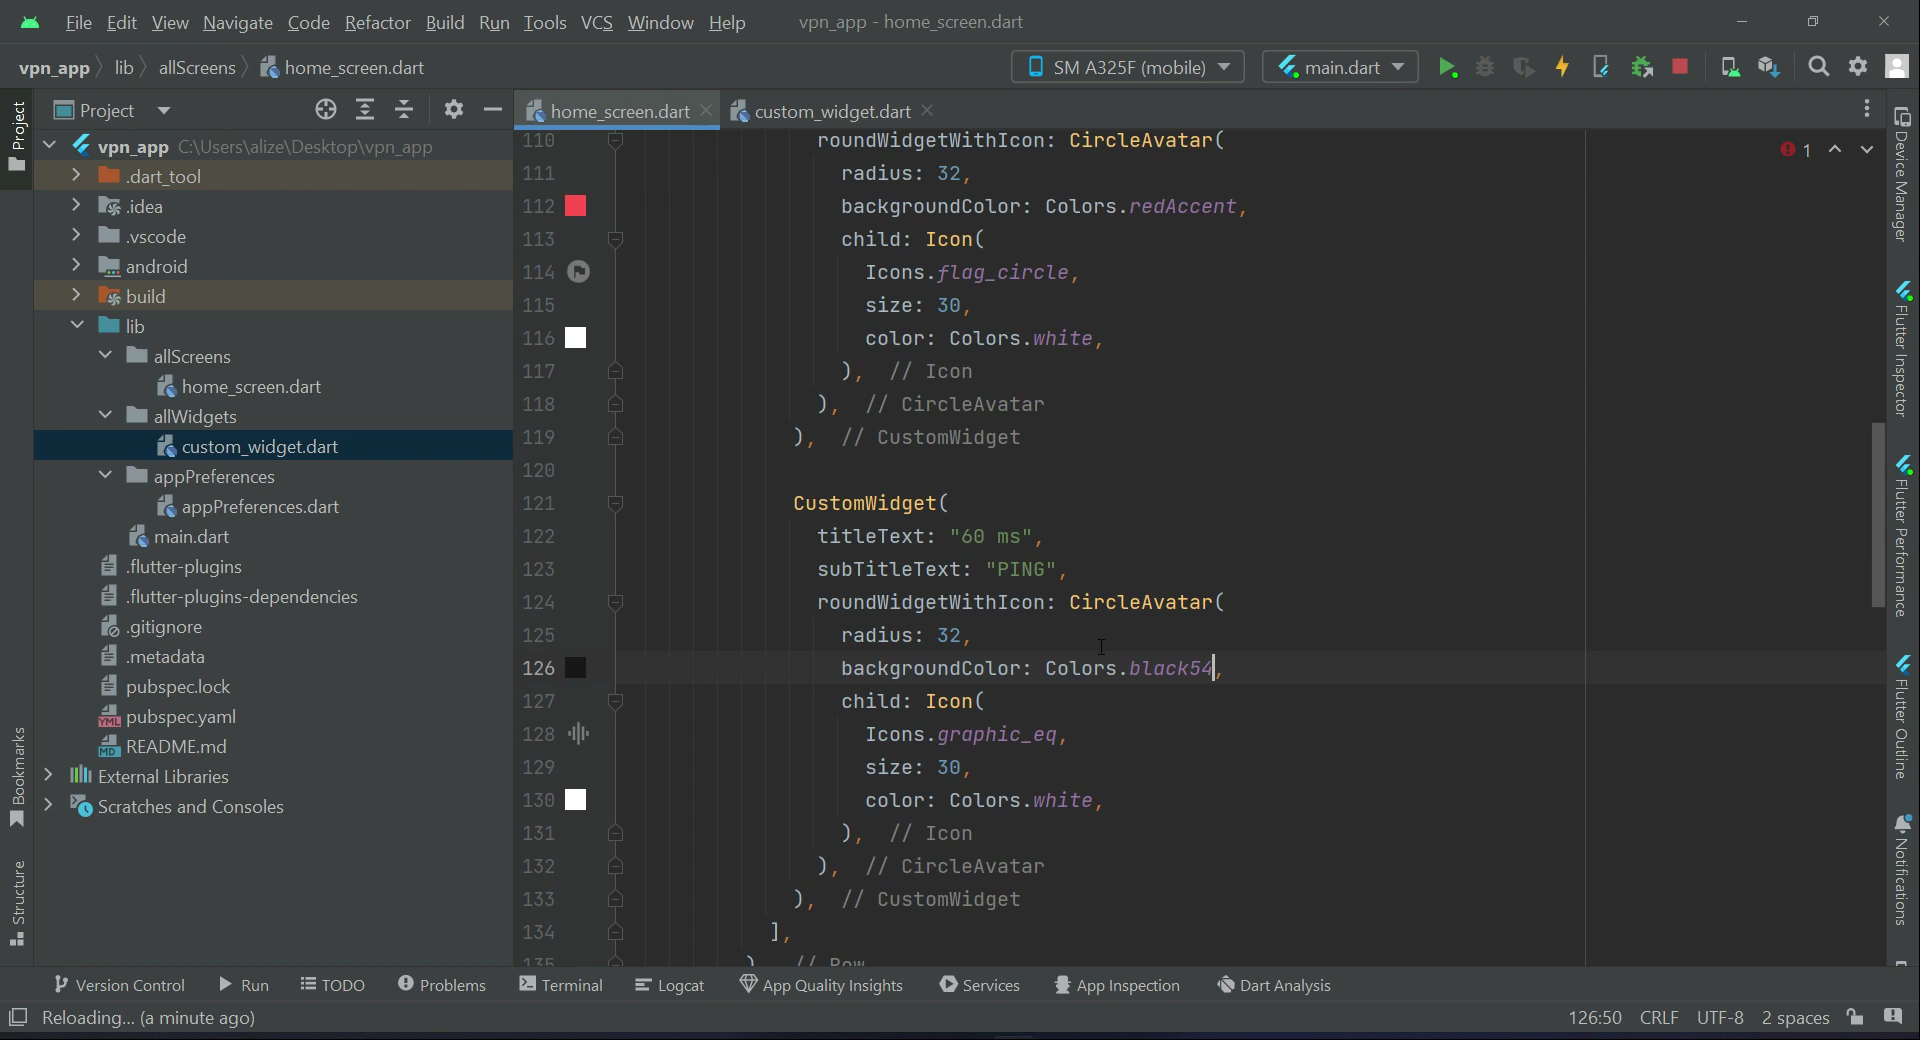 File Edit View Navigate Code Refactor Build Run Tools VCS Window Help vpn_app - home_screen.dart
vpn_app lib allScreens home_screen.dart SM A325F (mobile) main.dart
Project
home_screen.dart custom_widget.dart
vpn_app C:\Users\alize\Desktop\vpn_app
.dart_tool
.idea
.vscode
android
build
lib
allScreens
home_screen.dart
allWidgets
custom_widget.dart
appPreferences
appPreferences.dart
main.dart
.flutter-plugins
.flutter-plugins-dependencies
.gitignore
.metadata
pubspec.lock
pubspec.yaml
README.md
External Libraries
Scratches and Consoles
Project
Bookmarks
Structure
110 roundWidgetWithIcon: CircleAvatar(
111 radius: 32,
112 backgroundColor: Colors.redAccent,
113 child: Icon(
114 Icons.flag_circle,
115 size: 30,
116 color: Colors.white,
117 ), // Icon
118 ), // CircleAvatar
119 ), // CustomWidget
120
121 CustomWidget(
122 titleText: "60 ms",
123 subTitleText: "PING",
124 roundWidgetWithIcon: CircleAvatar(
125 radius: 32,
126 backgroundColor: Colors.black54,
127 child: Icon(
128 Icons.graphic_eq,
129 size: 30,
130 color: Colors.white,
131 ), // Icon
132 ), // CircleAvatar
133 ), // CustomWidget
134 ],
135 ) // Row
1
Device Manager
Flutter Inspector
Flutter Performance
Flutter Outline
Notifications
Version Control Run TODO Problems Terminal Logcat App Quality Insights Services App Inspection Dart Analysis
Reloading... (a minute ago) 126:50 CRLF UTF-8 2 spaces